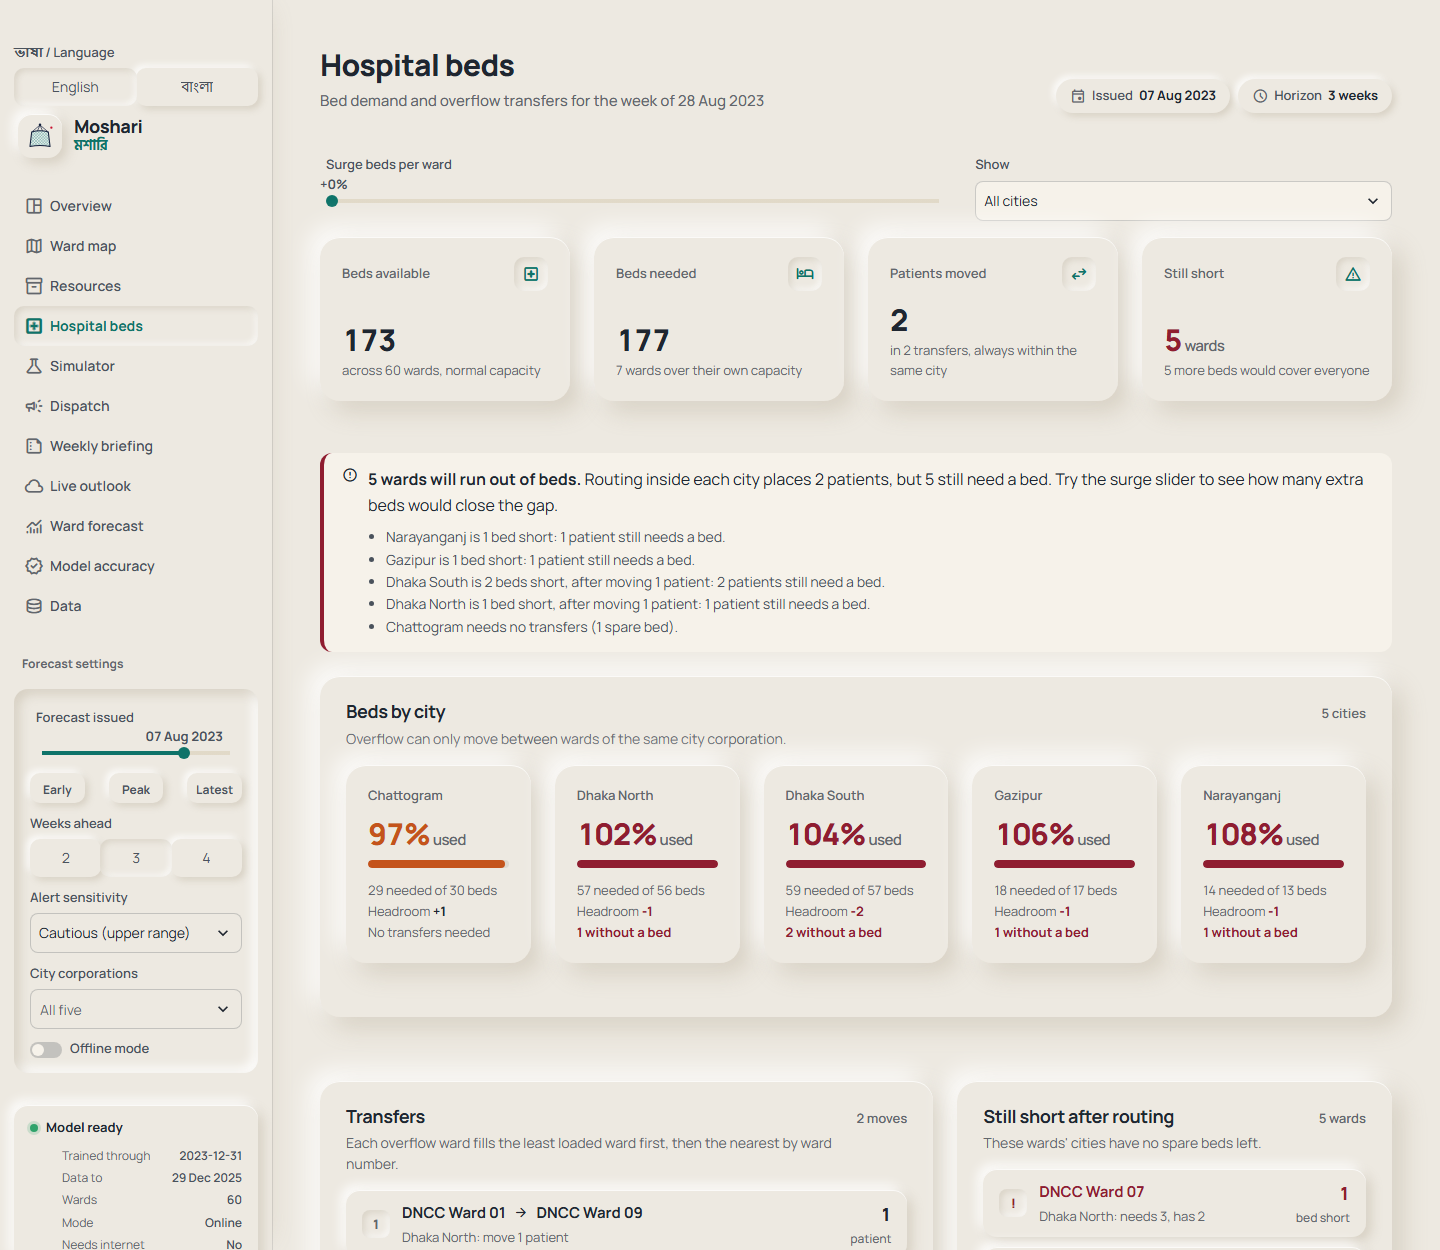 ভাষা / Language
English
বাংলা
Moshari
মশারি
Overview
Ward map
Resources
Hospital beds
Simulator
Dispatch
Weekly briefing
Live outlook
Ward forecast
Model accuracy
Data
Forecast settings
Forecast issued
07 Aug 2023
Early Peak Latest
Weeks ahead
2 3 4
Alert sensitivity
Cautious (upper range)
City corporations
All five
Offline mode
Model ready
Trained through 2023-12-31
Data to 29 Dec 2025
Wards 60
Mode Online
Needs internet No
Hospital beds
Bed demand and overflow transfers for the week of 28 Aug 2023
Issued 07 Aug 2023
Horizon 3 weeks
Surge beds per ward
+0%
Show
All cities
Beds available
173
across 60 wards, normal capacity
Beds needed
177
7 wards over their own capacity
Patients moved
2
in 2 transfers, always within the
same city
Still short
5 wards
5 more beds would cover everyone
5 wards will run out of beds. Routing inside each city places 2 patients, but 5 still need a bed. Try the surge slider to see how many extra
beds would close the gap.
• Narayanganj is 1 bed short: 1 patient still needs a bed.
• Gazipur is 1 bed short: 1 patient still needs a bed.
• Dhaka South is 2 beds short, after moving 1 patient: 2 patients still need a bed.
• Dhaka North is 1 bed short, after moving 1 patient: 1 patient still needs a bed.
• Chattogram needs no transfers (1 spare bed).
Beds by city
5 cities
Overflow can only move between wards of the same city corporation.
Chattogram
97% used
29 needed of 30 beds
Headroom +1
No transfers needed
Dhaka North
102% used
57 needed of 56 beds
Headroom -1
1 without a bed
Dhaka South
104% used
59 needed of 57 beds
Headroom -2
2 without a bed
Gazipur
106% used
18 needed of 17 beds
Headroom -1
1 without a bed
Narayanganj
108% used
14 needed of 13 beds
Headroom -1
1 without a bed
Transfers
2 moves
Each overflow ward fills the least loaded ward first, then the nearest by ward
number.
1
DNCC Ward 01 → DNCC Ward 09
Dhaka North: move 1 patient
1
patient
Still short after routing
5 wards
These wards' cities have no spare beds left.
!
DNCC Ward 07
Dhaka North: needs 3, has 2
1
bed short